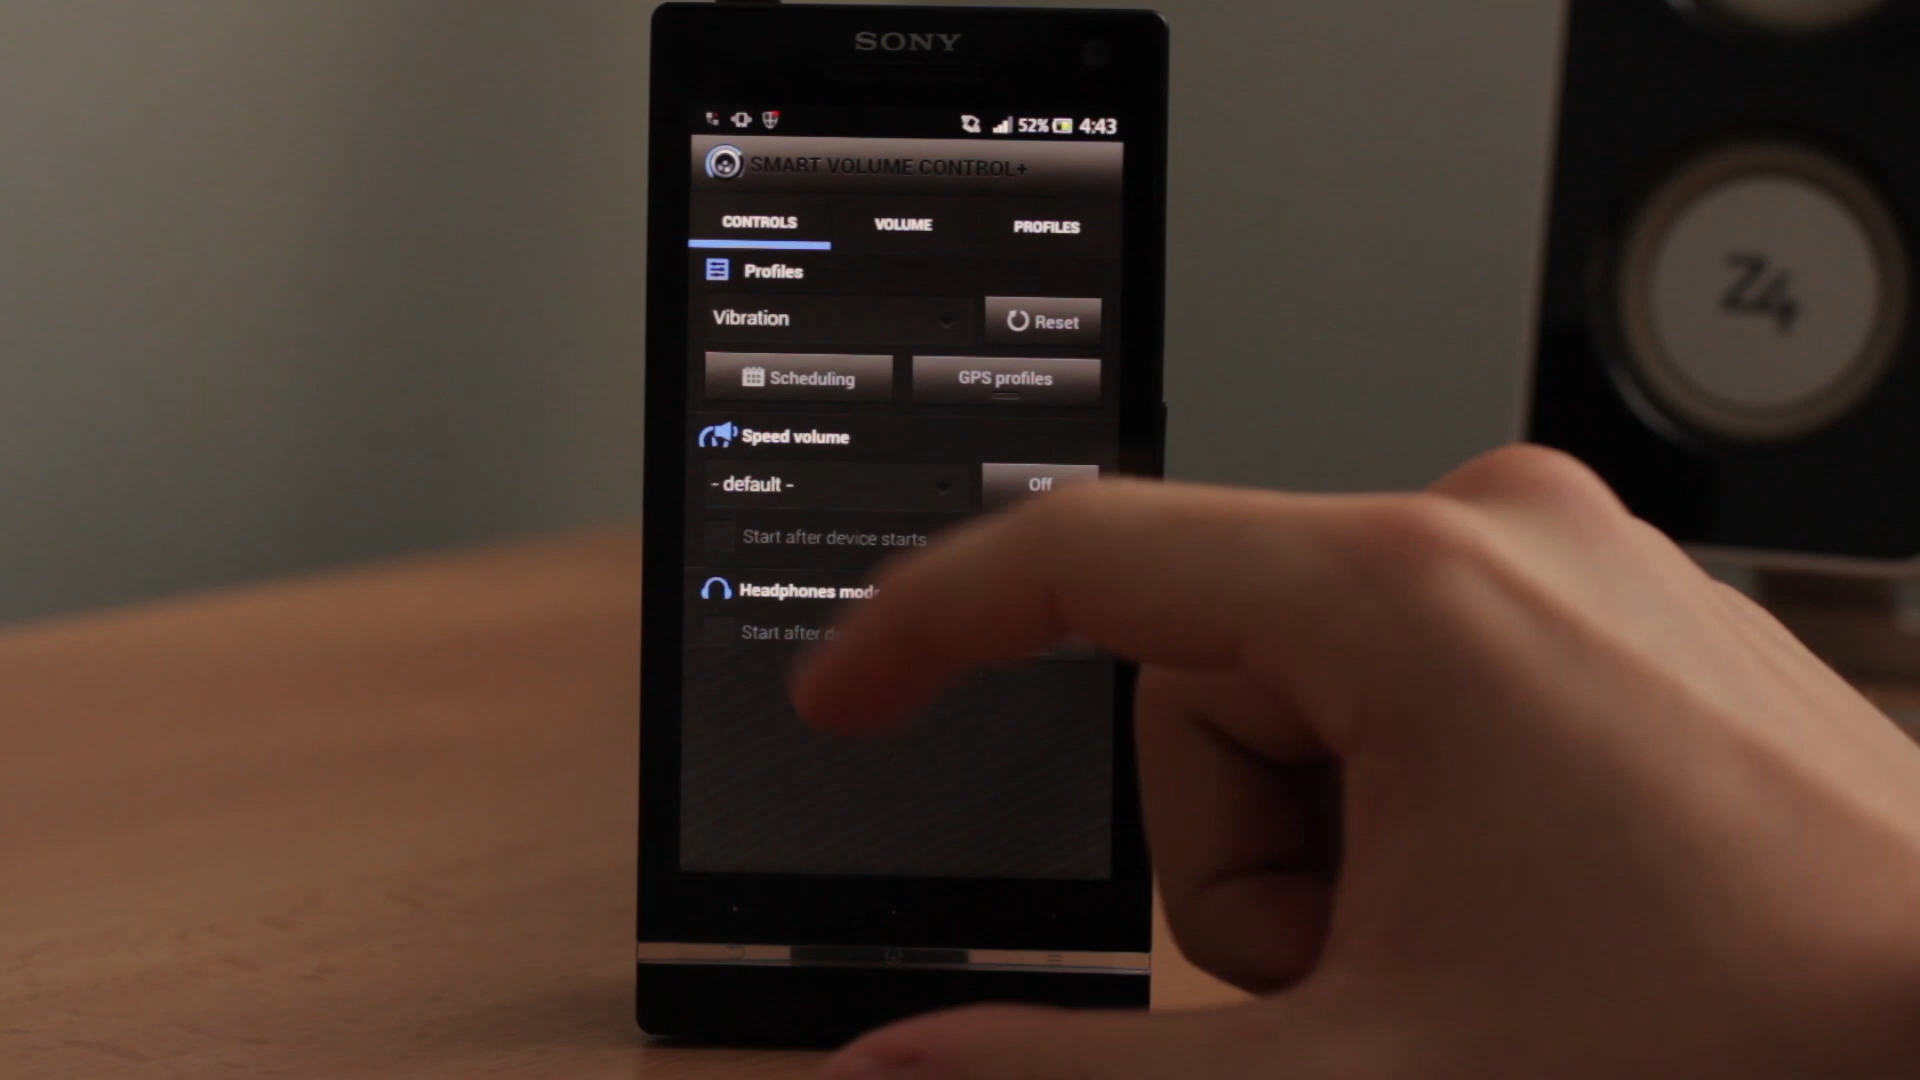 SONY
52% 4:43
SMART VOLUME CONTROL+
CONTROLS VOLUME PROFILES
Profiles
Vibration Reset
Scheduling GPS profiles
Speed volume
- default - Off
Start after device starts
Headphones
Start after
Z4